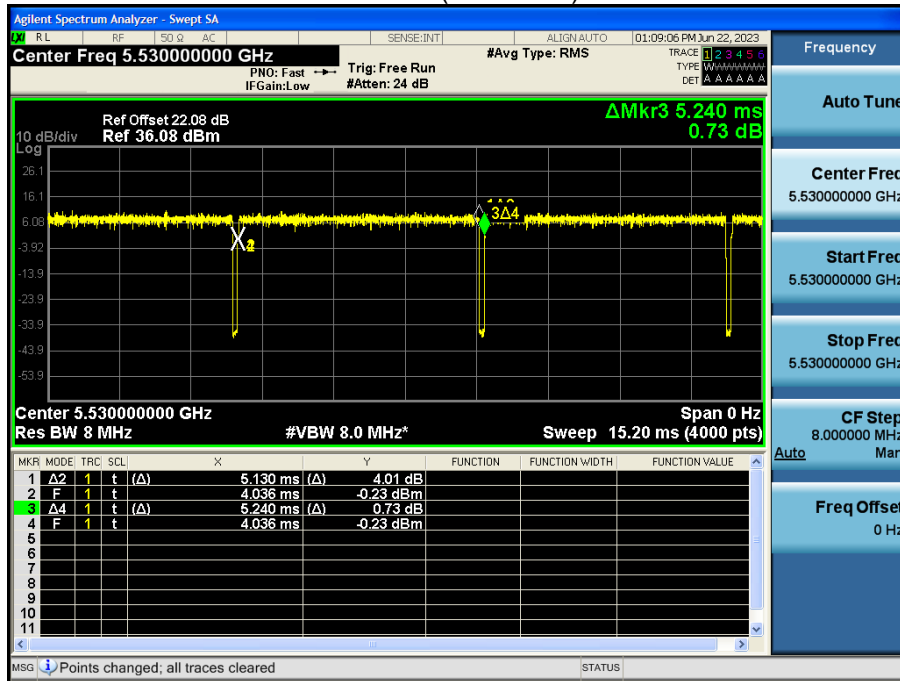 Agilent Spectrum Analyzer - Swept SA
LXI RL RF 50 Ω AC SENSE:INT ALIGN AUTO 01:09:06 PM Jun 22, 2023
Center Freq 5.530000000 GHz #Avg Type: RMS TRACE 1 2 3 4 5 6
PNO: Fast Trig: Free Run TYPE WWWWWW
IFGain:Low #Atten: 24 dB DET A A A A A A
Frequency
ΔMkr3 5.240 ms
Ref Offset 22.08 dB
10 dB/div Ref 36.08 dBm 0.73 dB
Log
26.1
16.1
6.08
-3.92
-13.9
-23.9
-33.9
-43.9
-53.9
3Δ4
Center 5.530000000 GHz Span 0 Hz
Res BW 8 MHz #VBW 8.0 MHz* Sweep 15.20 ms (4000 pts)
MKR MODE TRC SCL X Y FUNCTION FUNCTION WIDTH FUNCTION VALUE
1 Δ2 1 t (Δ) 5.130 ms (Δ) 4.01 dB
2 F 1 t 4.036 ms -0.23 dBm
3 Δ4 1 t (Δ) 5.240 ms (Δ) 0.73 dB
4 F 1 t 4.036 ms -0.23 dBm
5
6
7
8
9
10
11
MSG Points changed; all traces cleared STATUS
Auto Tune
Center Freq
5.530000000 GHz
Start Freq
5.530000000 GHz
Stop Freq
5.530000000 GHz
CF Step
8.000000 MHz
Auto Man
Freq Offset
0 Hz